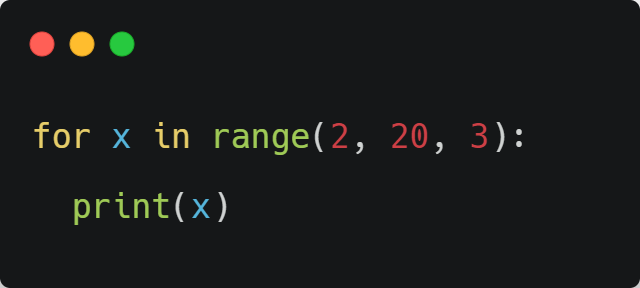 for x in range(2, 20, 3):
  print(x)